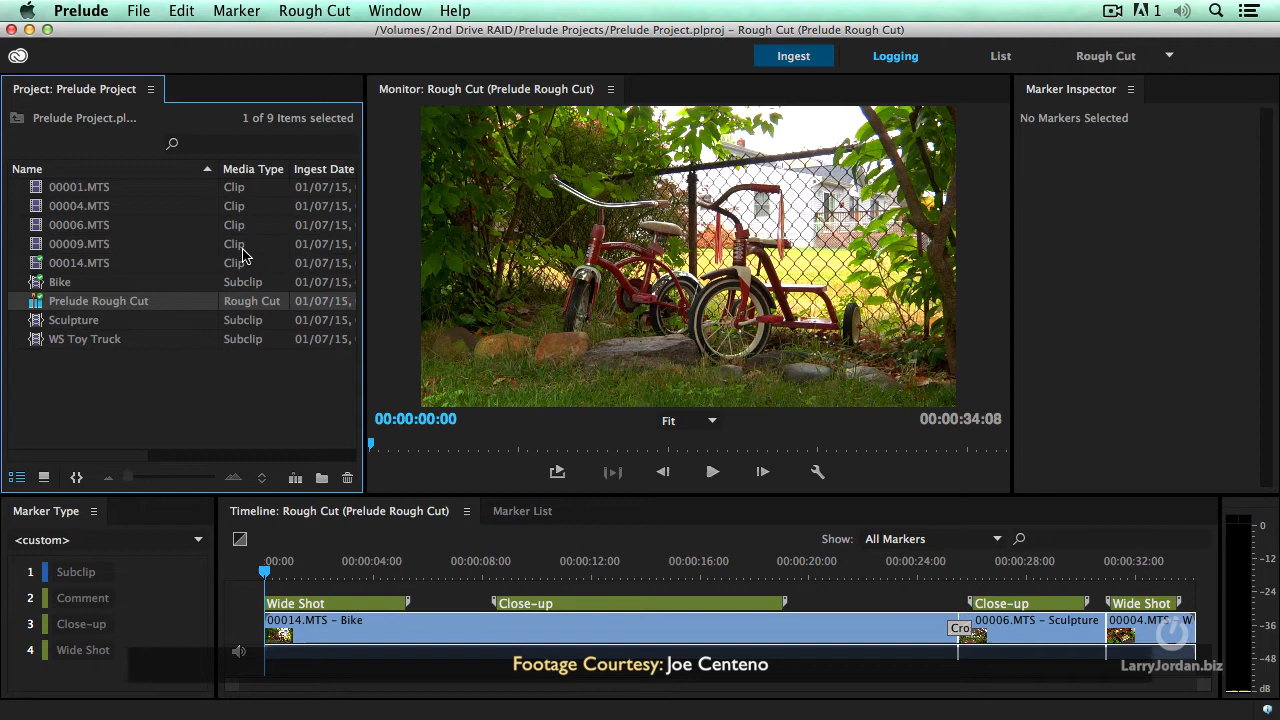 Prelude File Edit Marker Rough Cut Window Help 1
/Volumes/2nd Drive RAID/Prelude Projects/Prelude Project.plproj - Rough Cut (Prelude Rough Cut)
Ingest Logging List Rough Cut
Project: Prelude Project
Prelude Project.pl... 1 of 9 Items selected
Name Media Type Ingest Date
00001.MTS Clip 01/07/15,
00004.MTS Clip 01/07/15,
00006.MTS Clip 01/07/15,
00009.MTS Clip 01/07/15,
00014.MTS Clip 01/07/15,
Bike Subclip 01/07/15,
Prelude Rough Cut Rough Cut 01/07/15,
Sculpture Subclip 01/07/15,
WS Toy Truck Subclip 01/07/15,
Monitor: Rough Cut (Prelude Rough Cut)
00:00:00:00 Fit 00:00:34:08
Marker Inspector
No Markers Selected
Marker Type
<custom>
1 Subclip
2 Comment
3 Close-up
4 Wide Shot
Timeline: Rough Cut (Prelude Rough Cut) Marker List
Show: All Markers
00:00 00:00:04:00 00:00:08:00 00:00:12:00 00:00:16:00 00:00:20:00 00:00:24:00 00:00:28:00 00:00:32:00
Wide Shot Close-up Close-up Wide Shot
00014.MTS - Bike 00006.MTS - Sculpture 00004.MTS - W
Cro
Footage Courtesy: Joe Centeno
LarryJordan.biz
0
-12
-24
-36
-48
dB